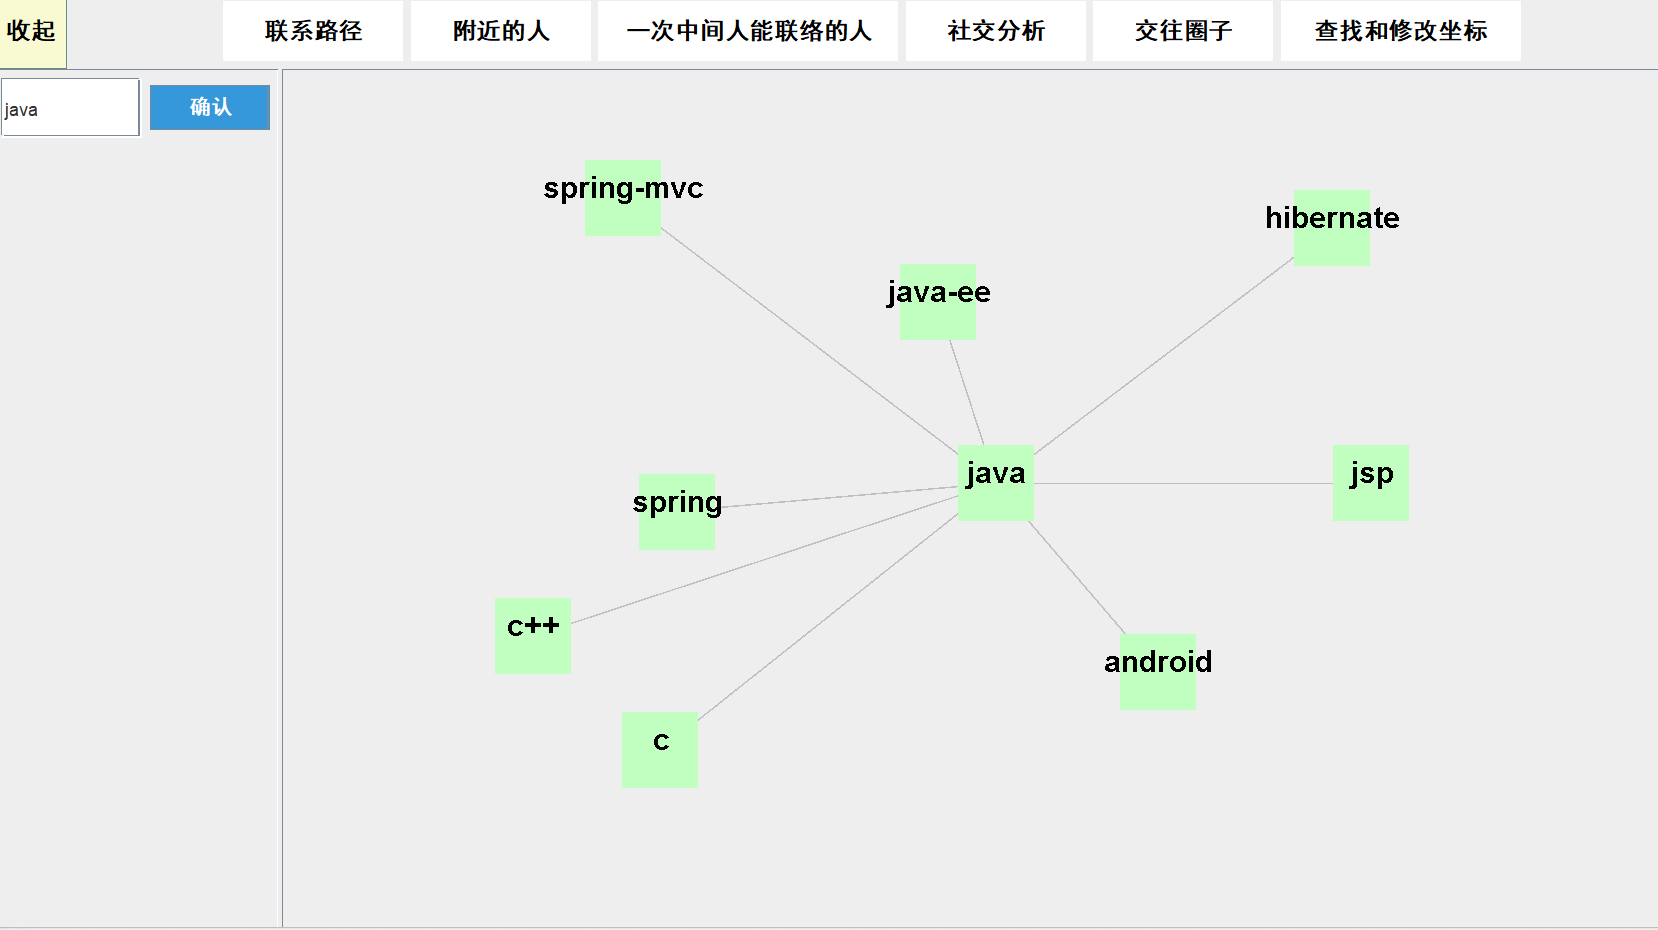 收起
联系路径
附近的人
一次中间人能联络的人
社交分析
交往圈子
查找和修改坐标
java
确认
spring-mvc
hibernate
java-ee
java
jsp
spring
c++
android
c